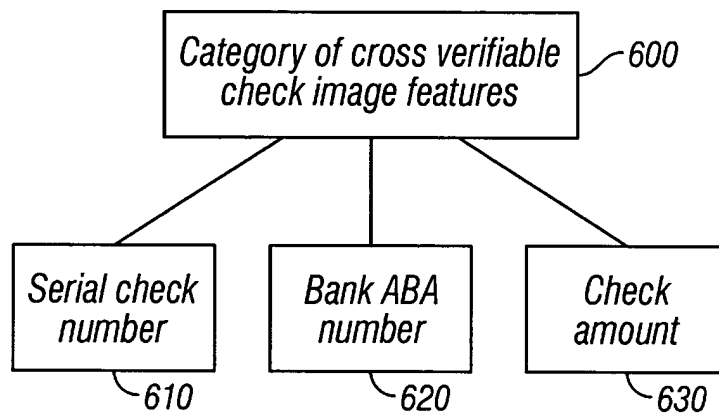 Category of cross verifiable
check image features
600
Serial check
number
Bank ABA
number
Check
amount
610
620
630